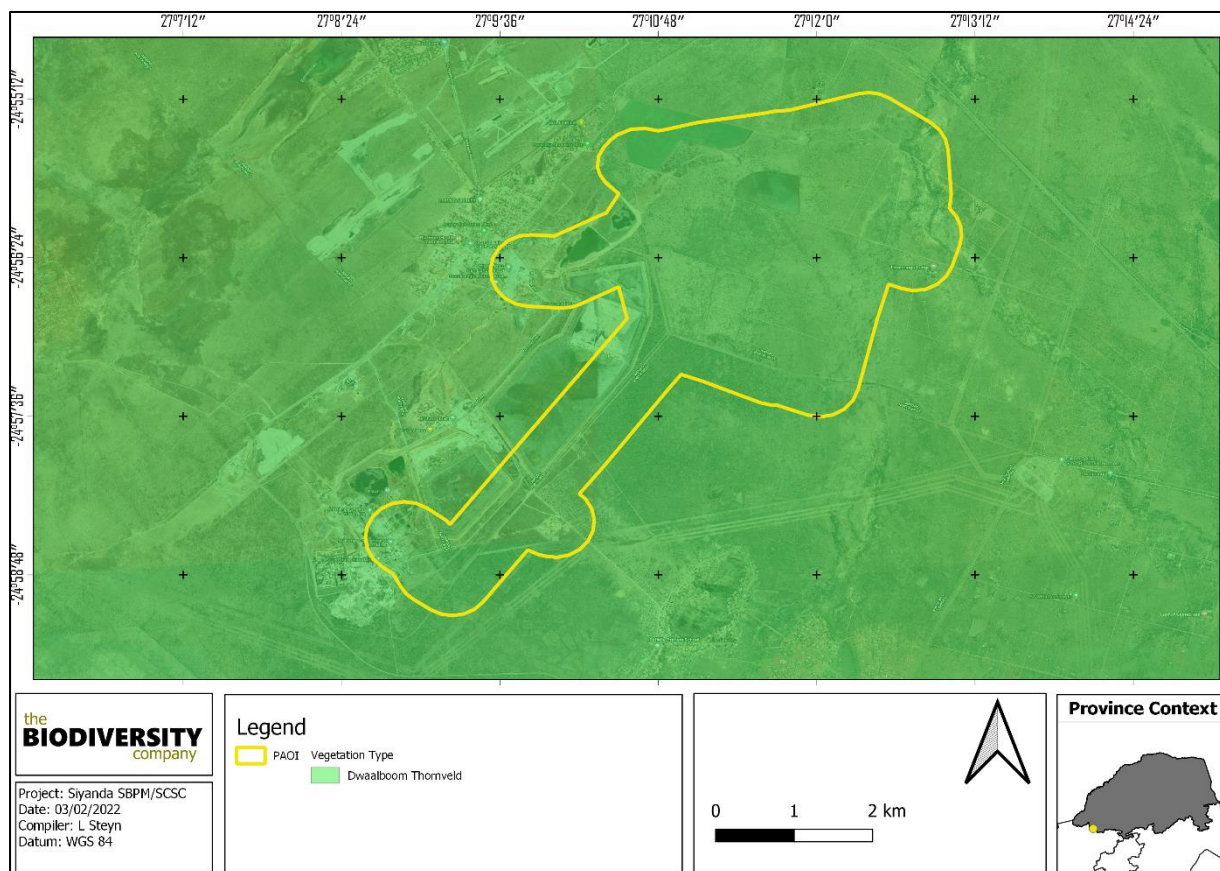 27°7'12" 27°8'24" 27°9'36" 27°10'48" 27°12'0" 27°13'12" 27°14'24"
-24°55'12"
-24°56'24"
-24°57'36"
-24°58'48"
the
BIODIVERSITY
company
Project: Siyanda SBPM/SCSC
Date: 03/02/2022
Compiler: L Steyn
Datum: WGS 84
Legend
PAOI Vegetation Type
Dwaalboom Thornveld
0 1 2 km
Province Context